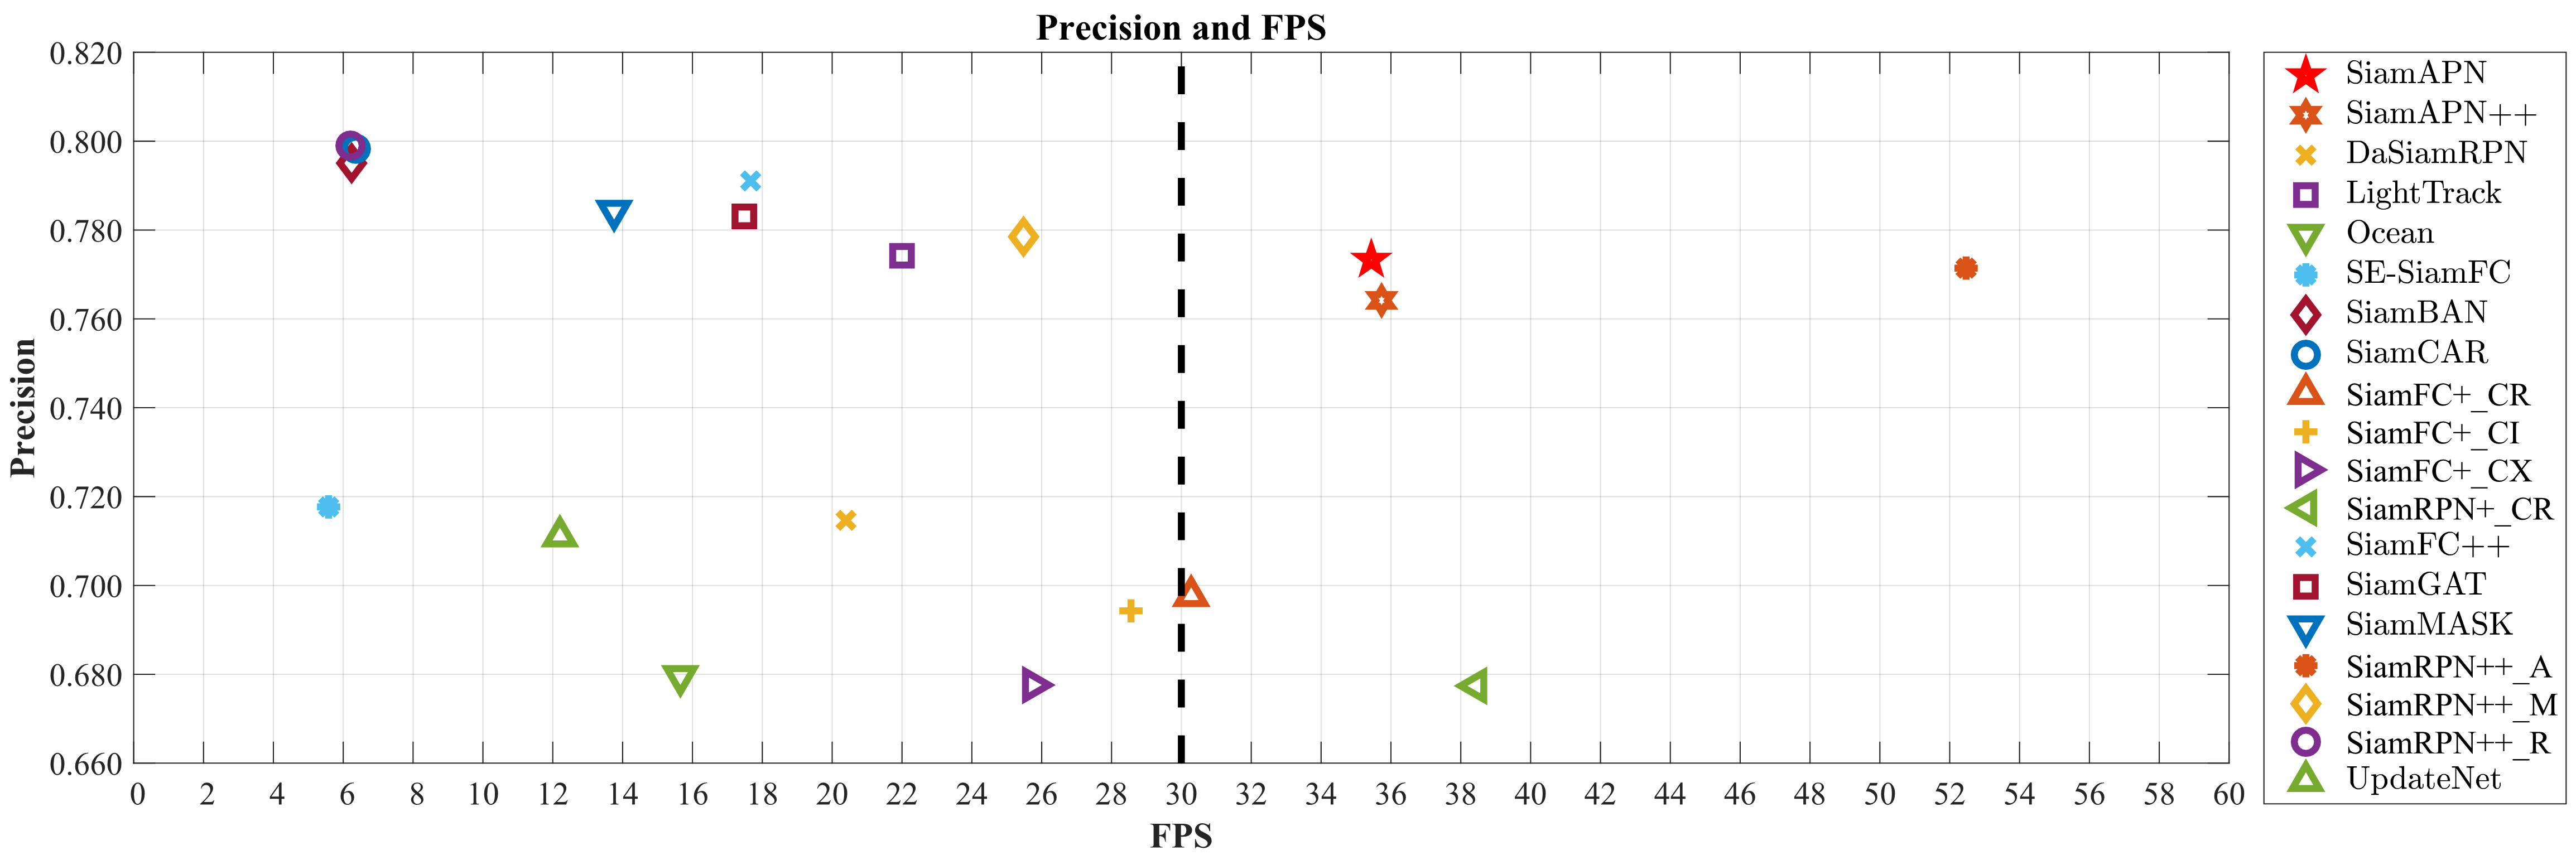 Precision and FPS
0.820
0.800
0.780
0.760
0.740
0.720
0.700
0.680
0.660
Precision
0 2 4 6 8 10 12 14 16 18 20 22 24 26 28 30 32 34 36 38 40 42 44 46 48 50 52 54 56 58 60
FPS
SiamAPN
SiamAPN++
DaSiamRPN
LightTrack
Ocean
SE-SiamFC
SiamBAN
SiamCAR
SiamFC+_CR
SiamFC+_CI
SiamFC+_CX
SiamRPN+_CR
SiamFC++
SiamGAT
SiamMASK
SiamRPN++_A
SiamRPN++_M
SiamRPN++_R
UpdateNet